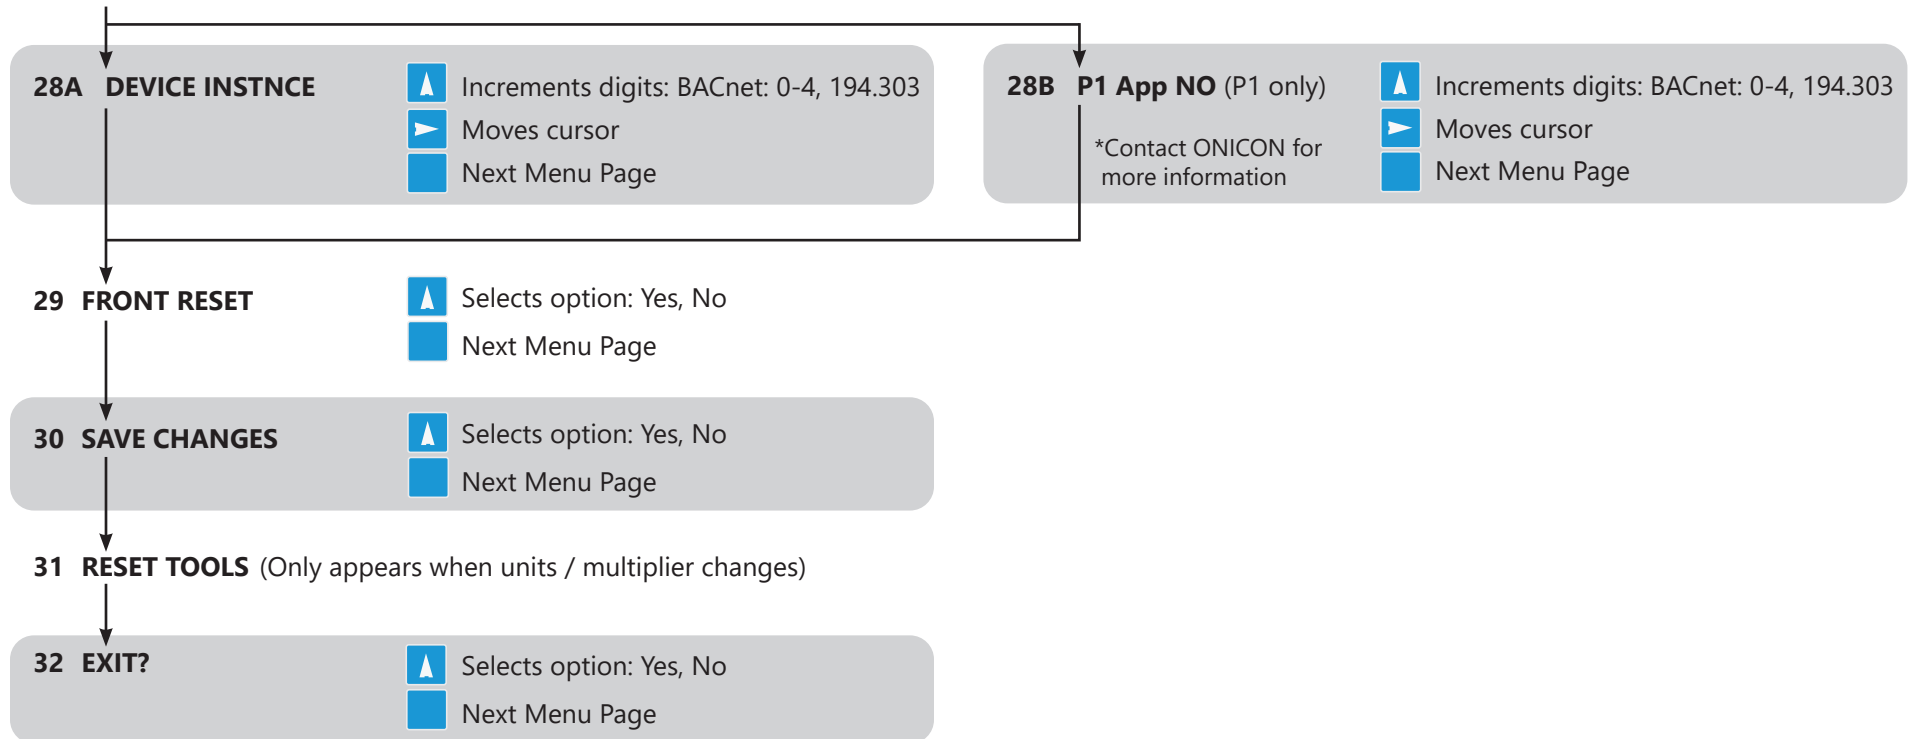 28A DEVICE INSTNCE
Increments digits: BACnet: 0-4, 194.303
Moves cursor
Next Menu Page
28B P1 App NO (P1 only)
*Contact ONICON for
more information
Increments digits: BACnet: 0-4, 194.303
Moves cursor
Next Menu Page
29 FRONT RESET
Selects option: Yes, No
Next Menu Page
30 SAVE CHANGES
Selects option: Yes, No
Next Menu Page
31 RESET TOOLS (Only appears when units / multiplier changes)
32 EXIT?
Selects option: Yes, No
Next Menu Page